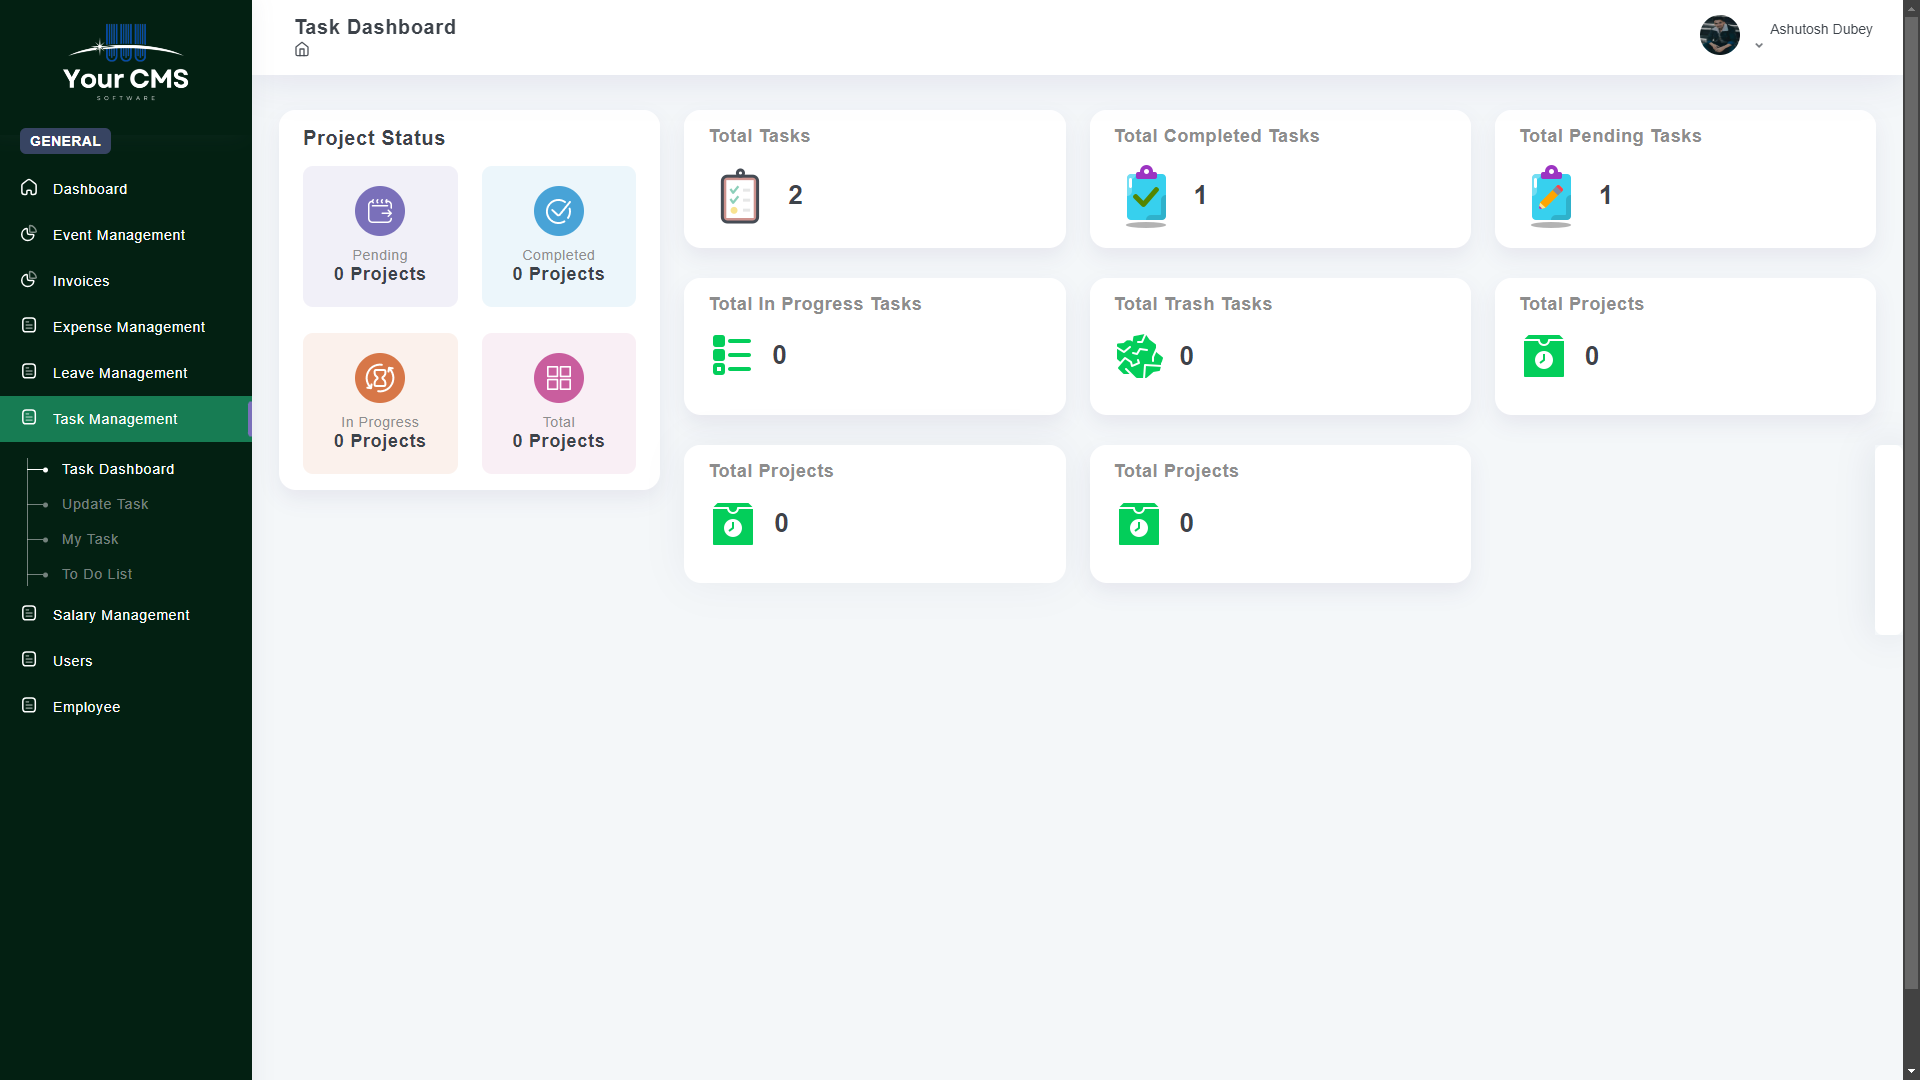 Your CMS
SOFTWARE
GENERAL
Dashboard
Event Management
Invoices
Expense Management
Leave Management
Task Management
Task Dashboard
Update Task
My Task
To Do List
Salary Management
Users
Employee
Task Dashboard
Ashutosh Dubey
Project Status
Pending
0 Projects
Completed
0 Projects
In Progress
0 Projects
Total
0 Projects
Total Tasks
2
Total Completed Tasks
1
Total Pending Tasks
1
Total In Progress Tasks
0
Total Trash Tasks
0
Total Projects
0
Total Projects
0
Total Projects
0